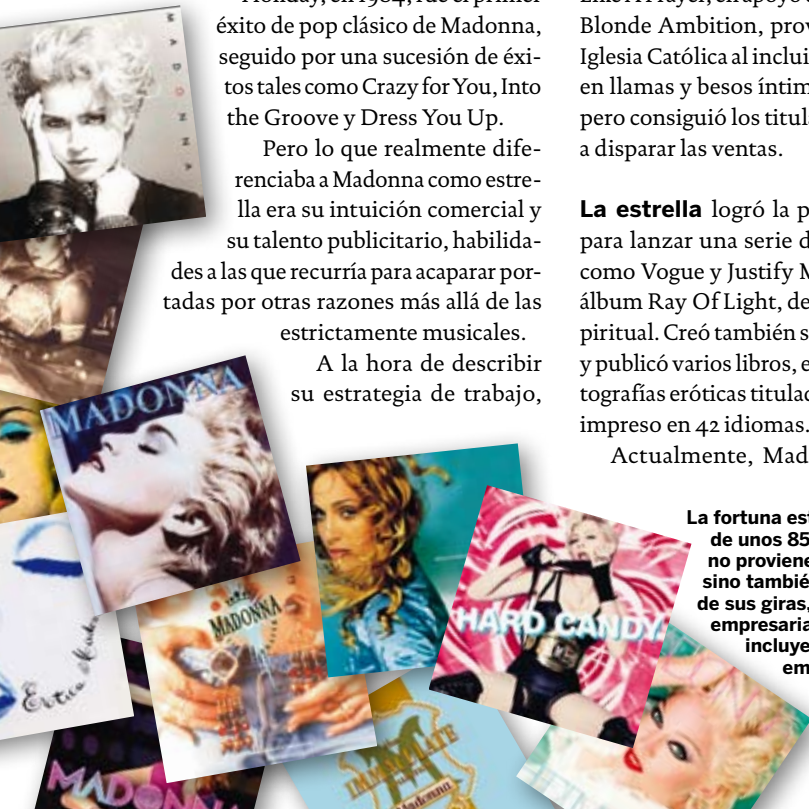 Holiday, en 1984, fue el primer
éxito de pop clásico de Madonna,
seguido por una sucesión de éxi-
tos tales como Crazy for You, Into
the Groove y Dress You Up.
Pero lo que realmente dife-
renciaba a Madonna como estre-
lla era su intuición comercial y
su talento publicitario, habilida-
des a las que recurría para acaparar por-
tadas por otras razones más allá de las
estrictamente musicales.
A la hora de describir
su estrategia de trabajo,
Blonde Ambition, prov
Iglesia Católica al inclui
en llamas y besos íntim
pero consiguió los titul
a disparar las ventas.
La estrella logró la p
para lanzar una serie d
como Vogue y Justify M
álbum Ray Of Light, de
piritual. Creó también s
y publicó varios libros, e
tografías eróticas titulad
impreso en 42 idiomas.
Actualmente, Mad
La fortuna est
de unos 85
no proviene
sino también
de sus giras,
empresaria
incluye
em
MADONNA
MADONNA
MADONNA
HARD CANDY
Erotica
IMMACULATE
Madonna
MADONNA